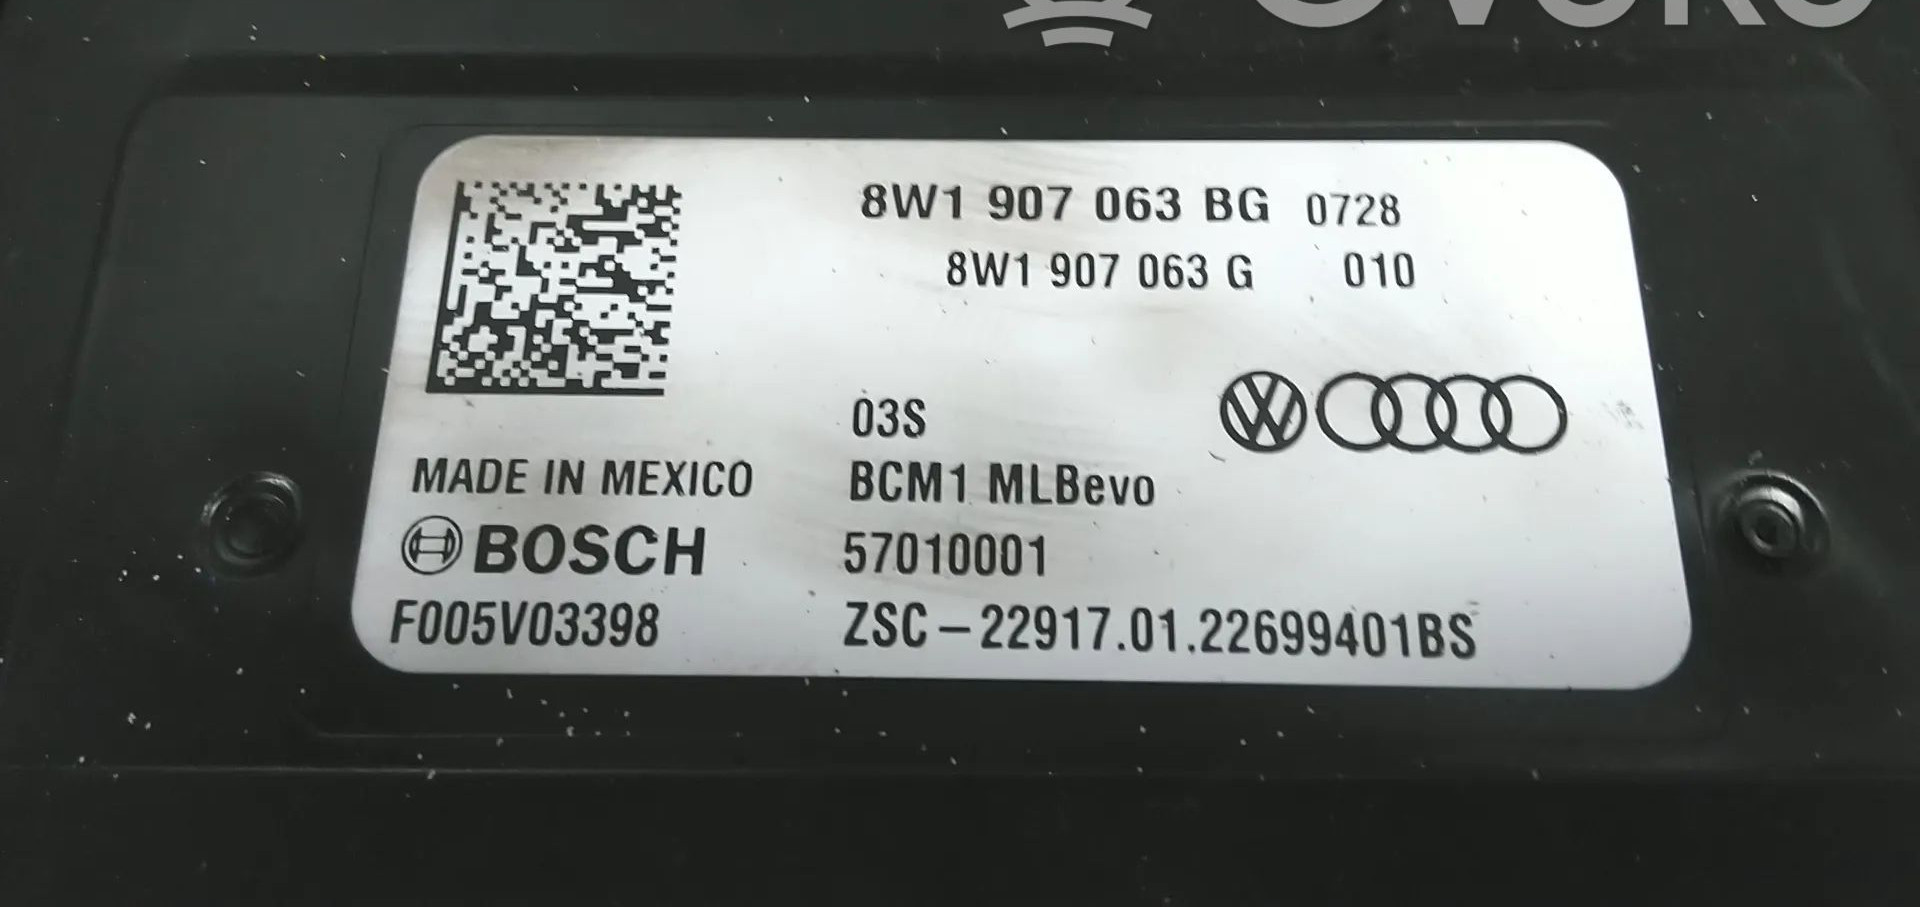 8W1 907 063 BG 0728
8W1 907 063 G 010
03S
MADE IN MEXICO
BCM1 MLBevo
BOSCH
57010001
F005V03398
ZSC-22917.01.22699401BS